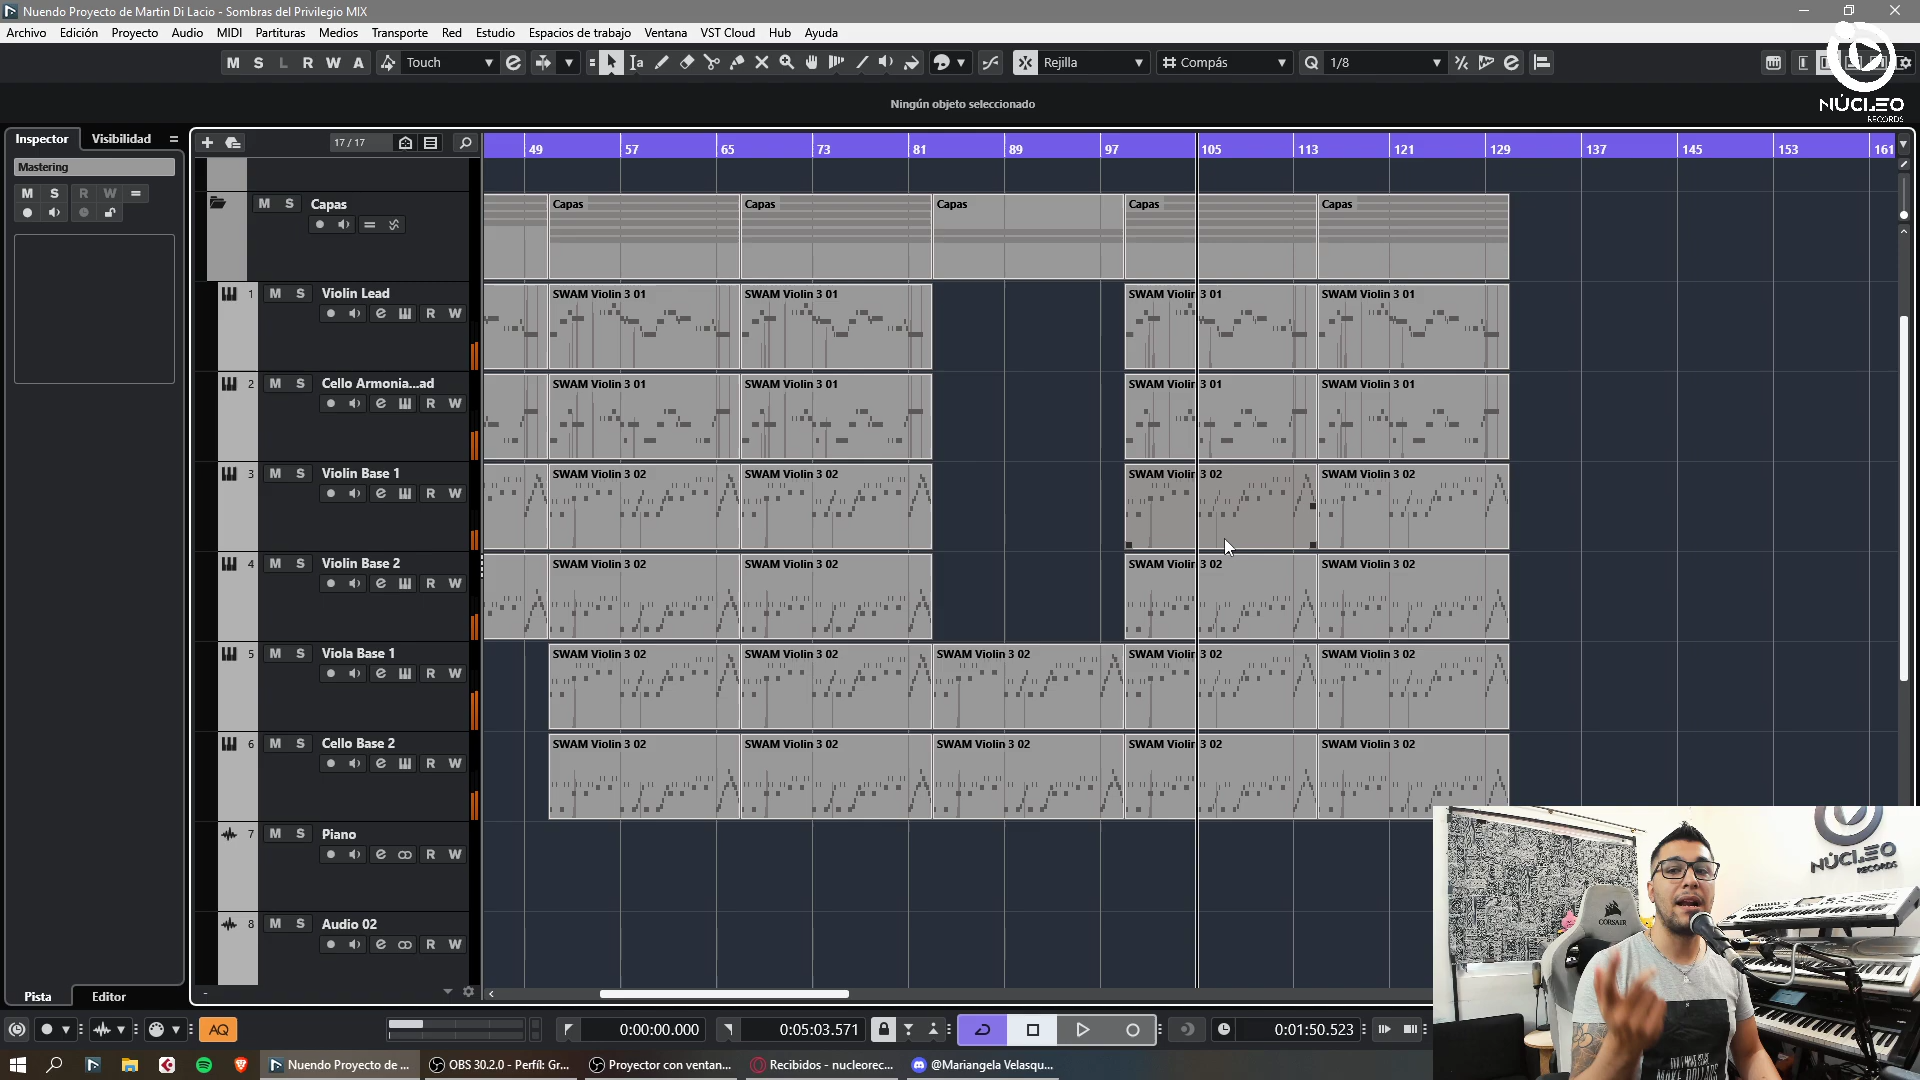 Nuendo Proyecto de Martin Di Lacio - Sombras del Privilegio MIX
Archivo Edición Proyecto Audio MIDI Partituras Medios Transporte Red Estudio Espacios de trabajo Ventana VST Cloud Hub Ayuda
M S L R W A Touch Rejilla Compás Q 1/8
NÚCLEO
RECORDS
Ningún objeto seleccionado
Inspector Visibilidad
17 / 17
49 57 65 73 81 89 97 105 113 121 129 137 145 153 161
Mastering
M S R W
M S Capas
Capas Capas Capas Capas Capas
1 M S Violin Lead
R W
SWAM Violin 3 01 SWAM Violin 3 01 SWAM Violin 3 01 SWAM Violin 3 01
2 M S Cello Armonia...ad
R W
SWAM Violin 3 01 SWAM Violin 3 01 SWAM Violin 3 01 SWAM Violin 3 01
3 M S Violin Base 1
R W
SWAM Violin 3 02 SWAM Violin 3 02 SWAM Violin 3 02 SWAM Violin 3 02
4 M S Violin Base 2
R W
SWAM Violin 3 02 SWAM Violin 3 02 SWAM Violin 3 02 SWAM Violin 3 02
5 M S Viola Base 1
R W
SWAM Violin 3 02 SWAM Violin 3 02 SWAM Violin 3 02 SWAM Violin 3 02 SWAM Violin 3 02
6 M S Cello Base 2
R W
SWAM Violin 3 02 SWAM Violin 3 02 SWAM Violin 3 02 SWAM Violin 3 02 SWAM Violin 3 02
7 M S Piano
R W
8 M S Audio 02
R W
NÚCLEO
RECORDS
CORSAIR
Pista Editor
AQ 0:00:00.000 0:05:03.571 0:01:50.523
Nuendo Proyecto de ... OBS 30.2.0 - Perfil: Gr... Proyector con ventan... Recibidos - nucleorec... @Mariangela Velasqu...